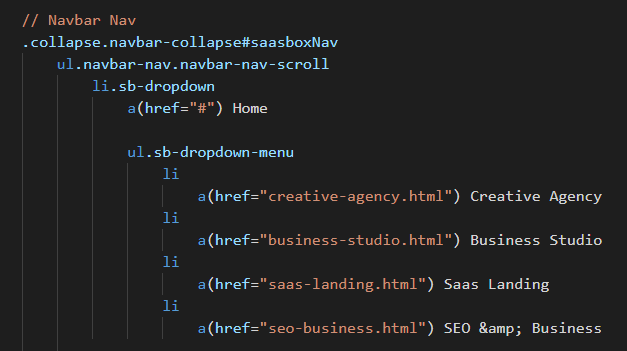 // Navbar Nav
.collapse.navbar-collapse#saasboxNav
ul.navbar-nav.navbar-nav-scroll
li.sb-dropdown
a(href="#") Home
ul.sb-dropdown-menu
li
a(href="creative-agency.html") Creative Agency
li
a(href="business-studio.html") Business Studio
li
a(href="saas-landing.html") Saas Landing
li
a(href="seo-business.html") SEO &amp; Business